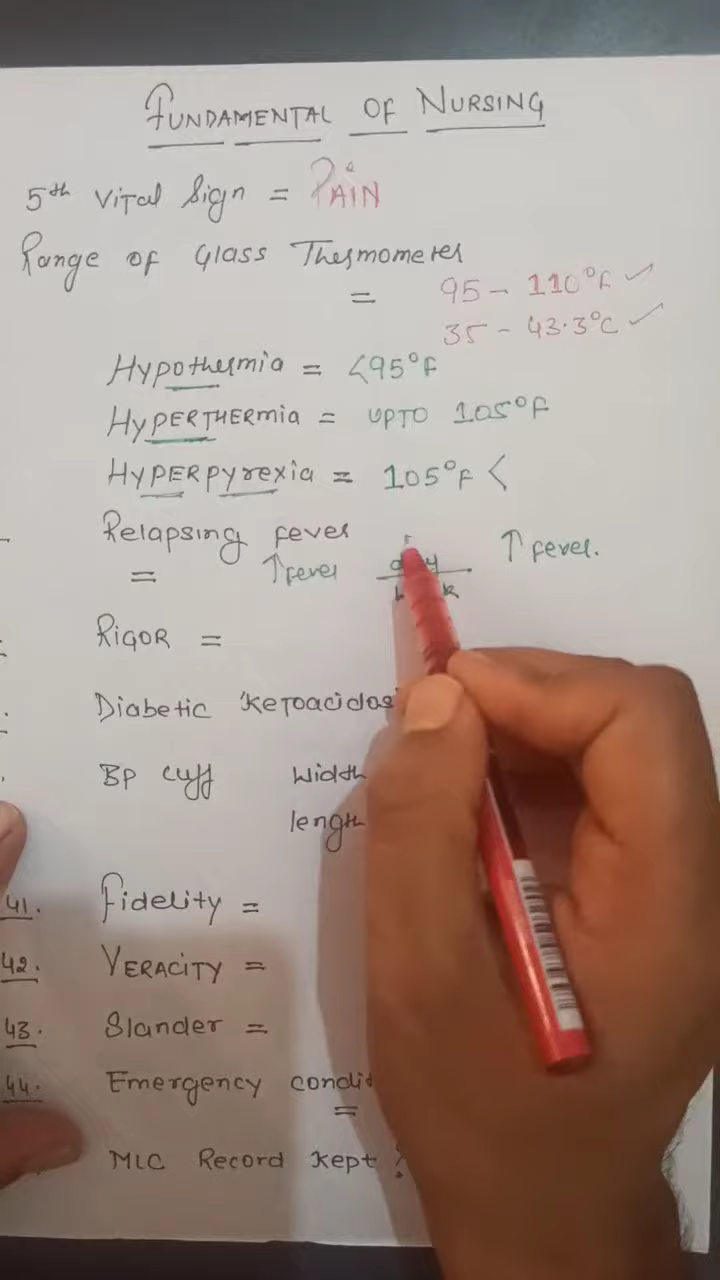 FUNDAMENTAL OF NURSING
5th Vital Sign = PAIN
Range of Glass Thermometer
= 95 - 110°F ✓
35 - 43.3°C ✓
Hypothermia = <95°F
HYPERTHERmia = UPTO 105°F
HYPERpyrexia = 105°F <
Relapsing fever
= ↑fever ↑fever.
RiGOR =
Diabetic
BP cuff width
length
41. Fidelity =
42. VERACiTY =
43. Slander =
44. Emergency
=
MLC Record kept ?